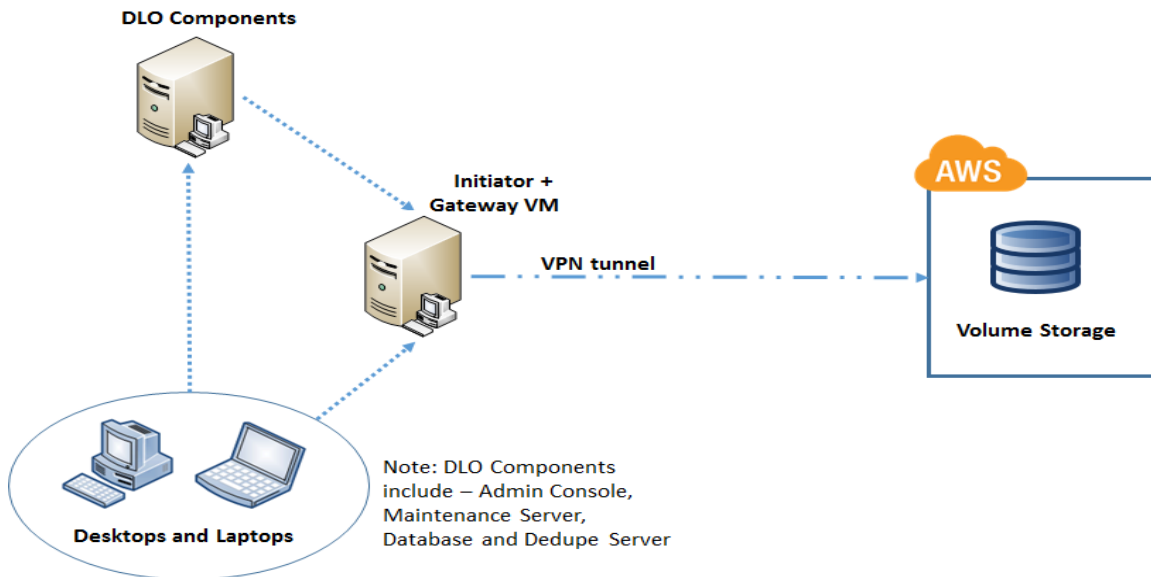 DLO Components
Initiator +
Gateway VM
AWS
VPN tunnel
Volume Storage
Desktops and Laptops
Note: DLO Components
include – Admin Console,
Maintenance Server,
Database and Dedupe Server